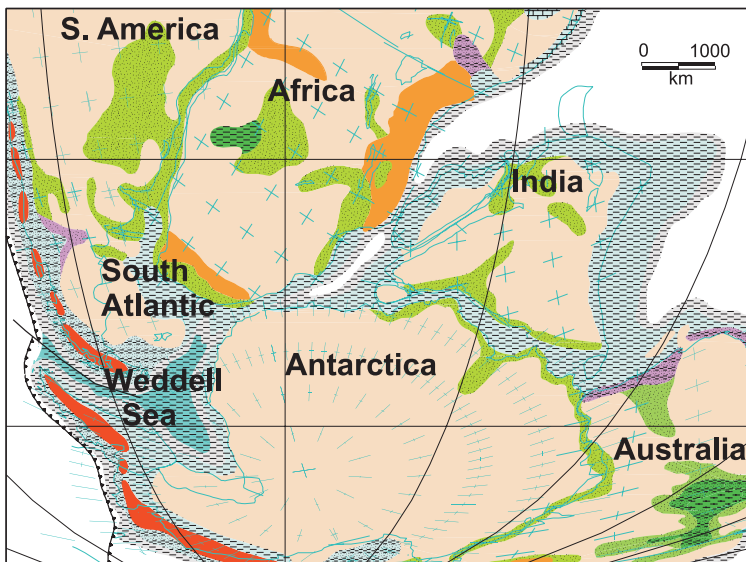 S. America
0 1000
km
Africa
India
South
Atlantic
Antarctica
Weddell
Sea
Australia